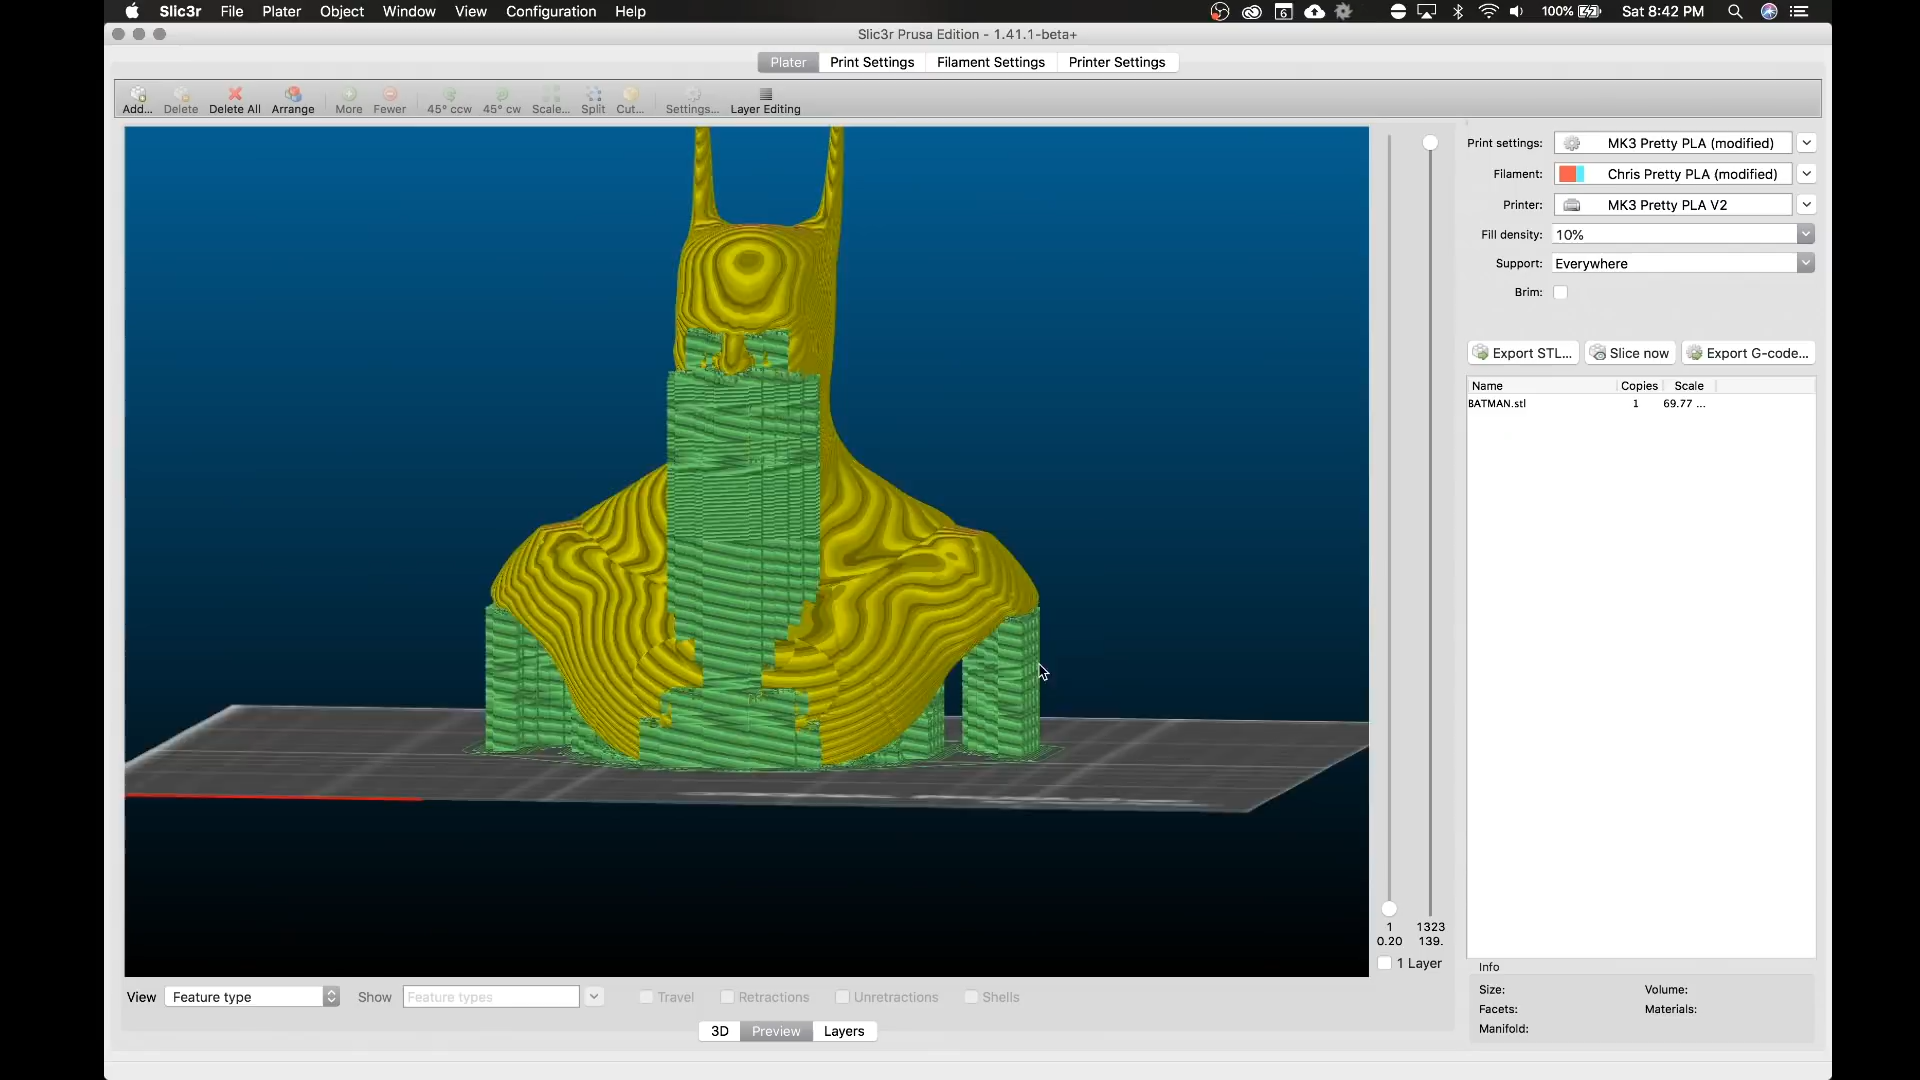 Slic3r File Plater Object Window View Configuration Help 6 100% Sat 8:42 PM
Slic3r Prusa Edition - 1.41.1-beta+
Plater Print Settings Filament Settings Printer Settings
Add... Delete Delete All Arrange More Fewer 45° ccw 45° cw Scale... Split Cut... Settings... Layer Editing
Print settings: MK3 Pretty PLA (modified)
Filament: Chris Pretty PLA (modified)
Printer: MK3 Pretty PLA V2
Fill density: 10%
Support: Everywhere
Brim:
Export STL... Slice now Export G-code...
Name Copies Scale
BATMAN.stl 1 69.77 ...
1 1323
0.20 139.
1 Layer
Info
Size: Volume:
Facets: Materials:
Manifold:
View Feature type Show Feature types Travel Retractions Unretractions Shells
3D Preview Layers